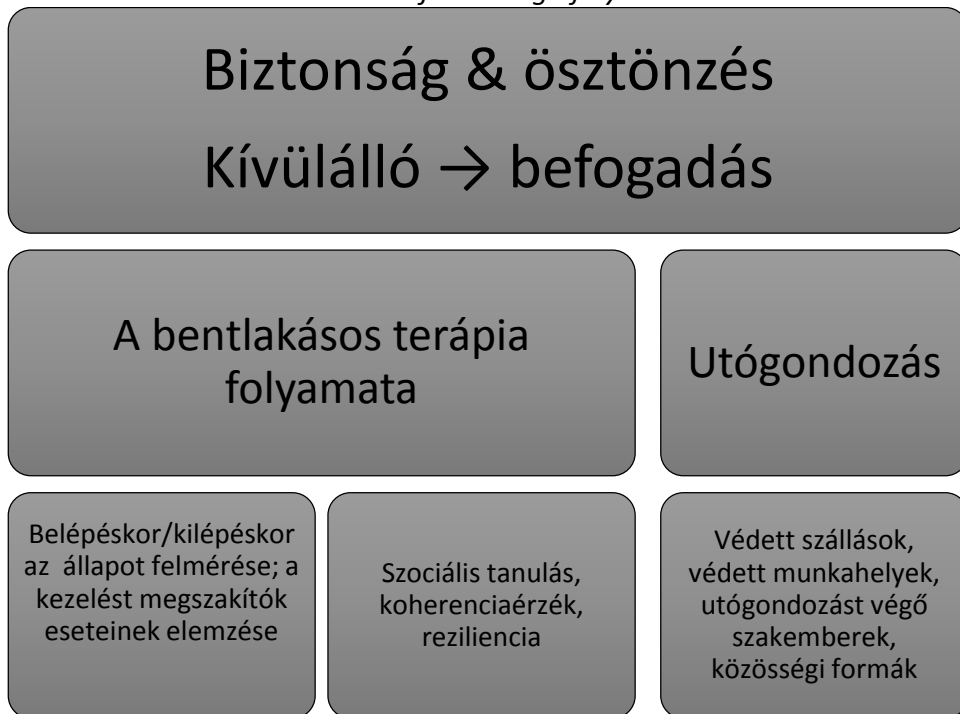 Biztonság & ösztönzés
Kívülálló → befogadás
A bentlakásos terápia
folyamata
Utógondozás
Belépéskor/kilépéskor
az állapot felmérése; a
kezelést megszakítók
eseteinek elemzése
Szociális tanulás,
koherenciaérzék,
reziliencia
Védett szállások,
védett munkahelyek,
utógondozást végő
szakemberek,
közösségi formák